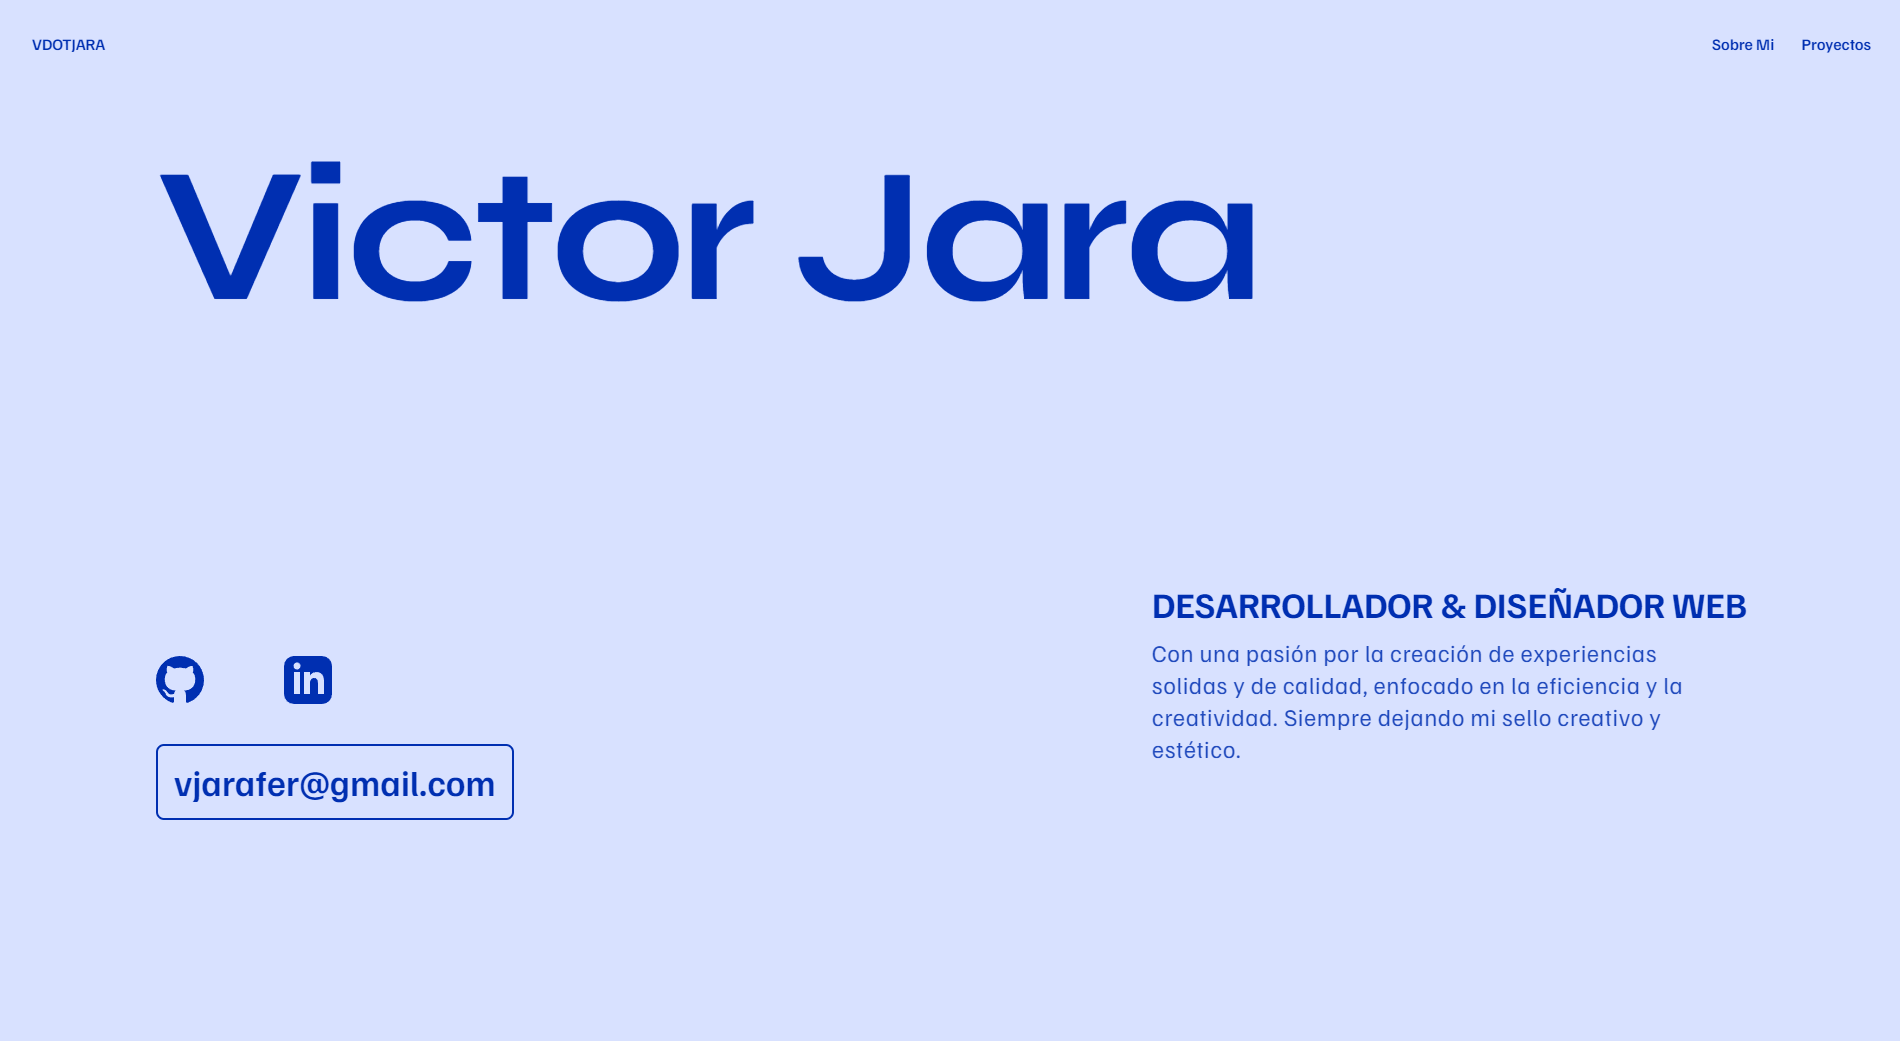 VDOTJARA
Sobre Mi
Proyectos
Victor Jara
DESARROLLADOR & DISEÑADOR WEB
Con una pasión por la creación de experiencias
solidas y de calidad, enfocado en la eficiencia y la
creatividad. Siempre dejando mi sello creativo y
estético.
in
vjarafer@gmail.com